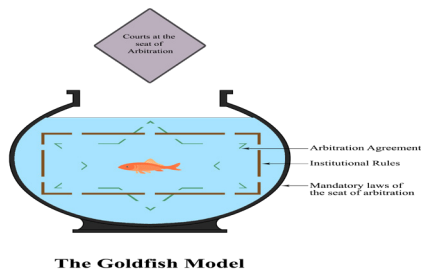 Courts at the
seat of
Arbitration
Arbitration Agreement
Institutional Rules
Mandatory laws of
the seat of arbitration
The Goldfish Model